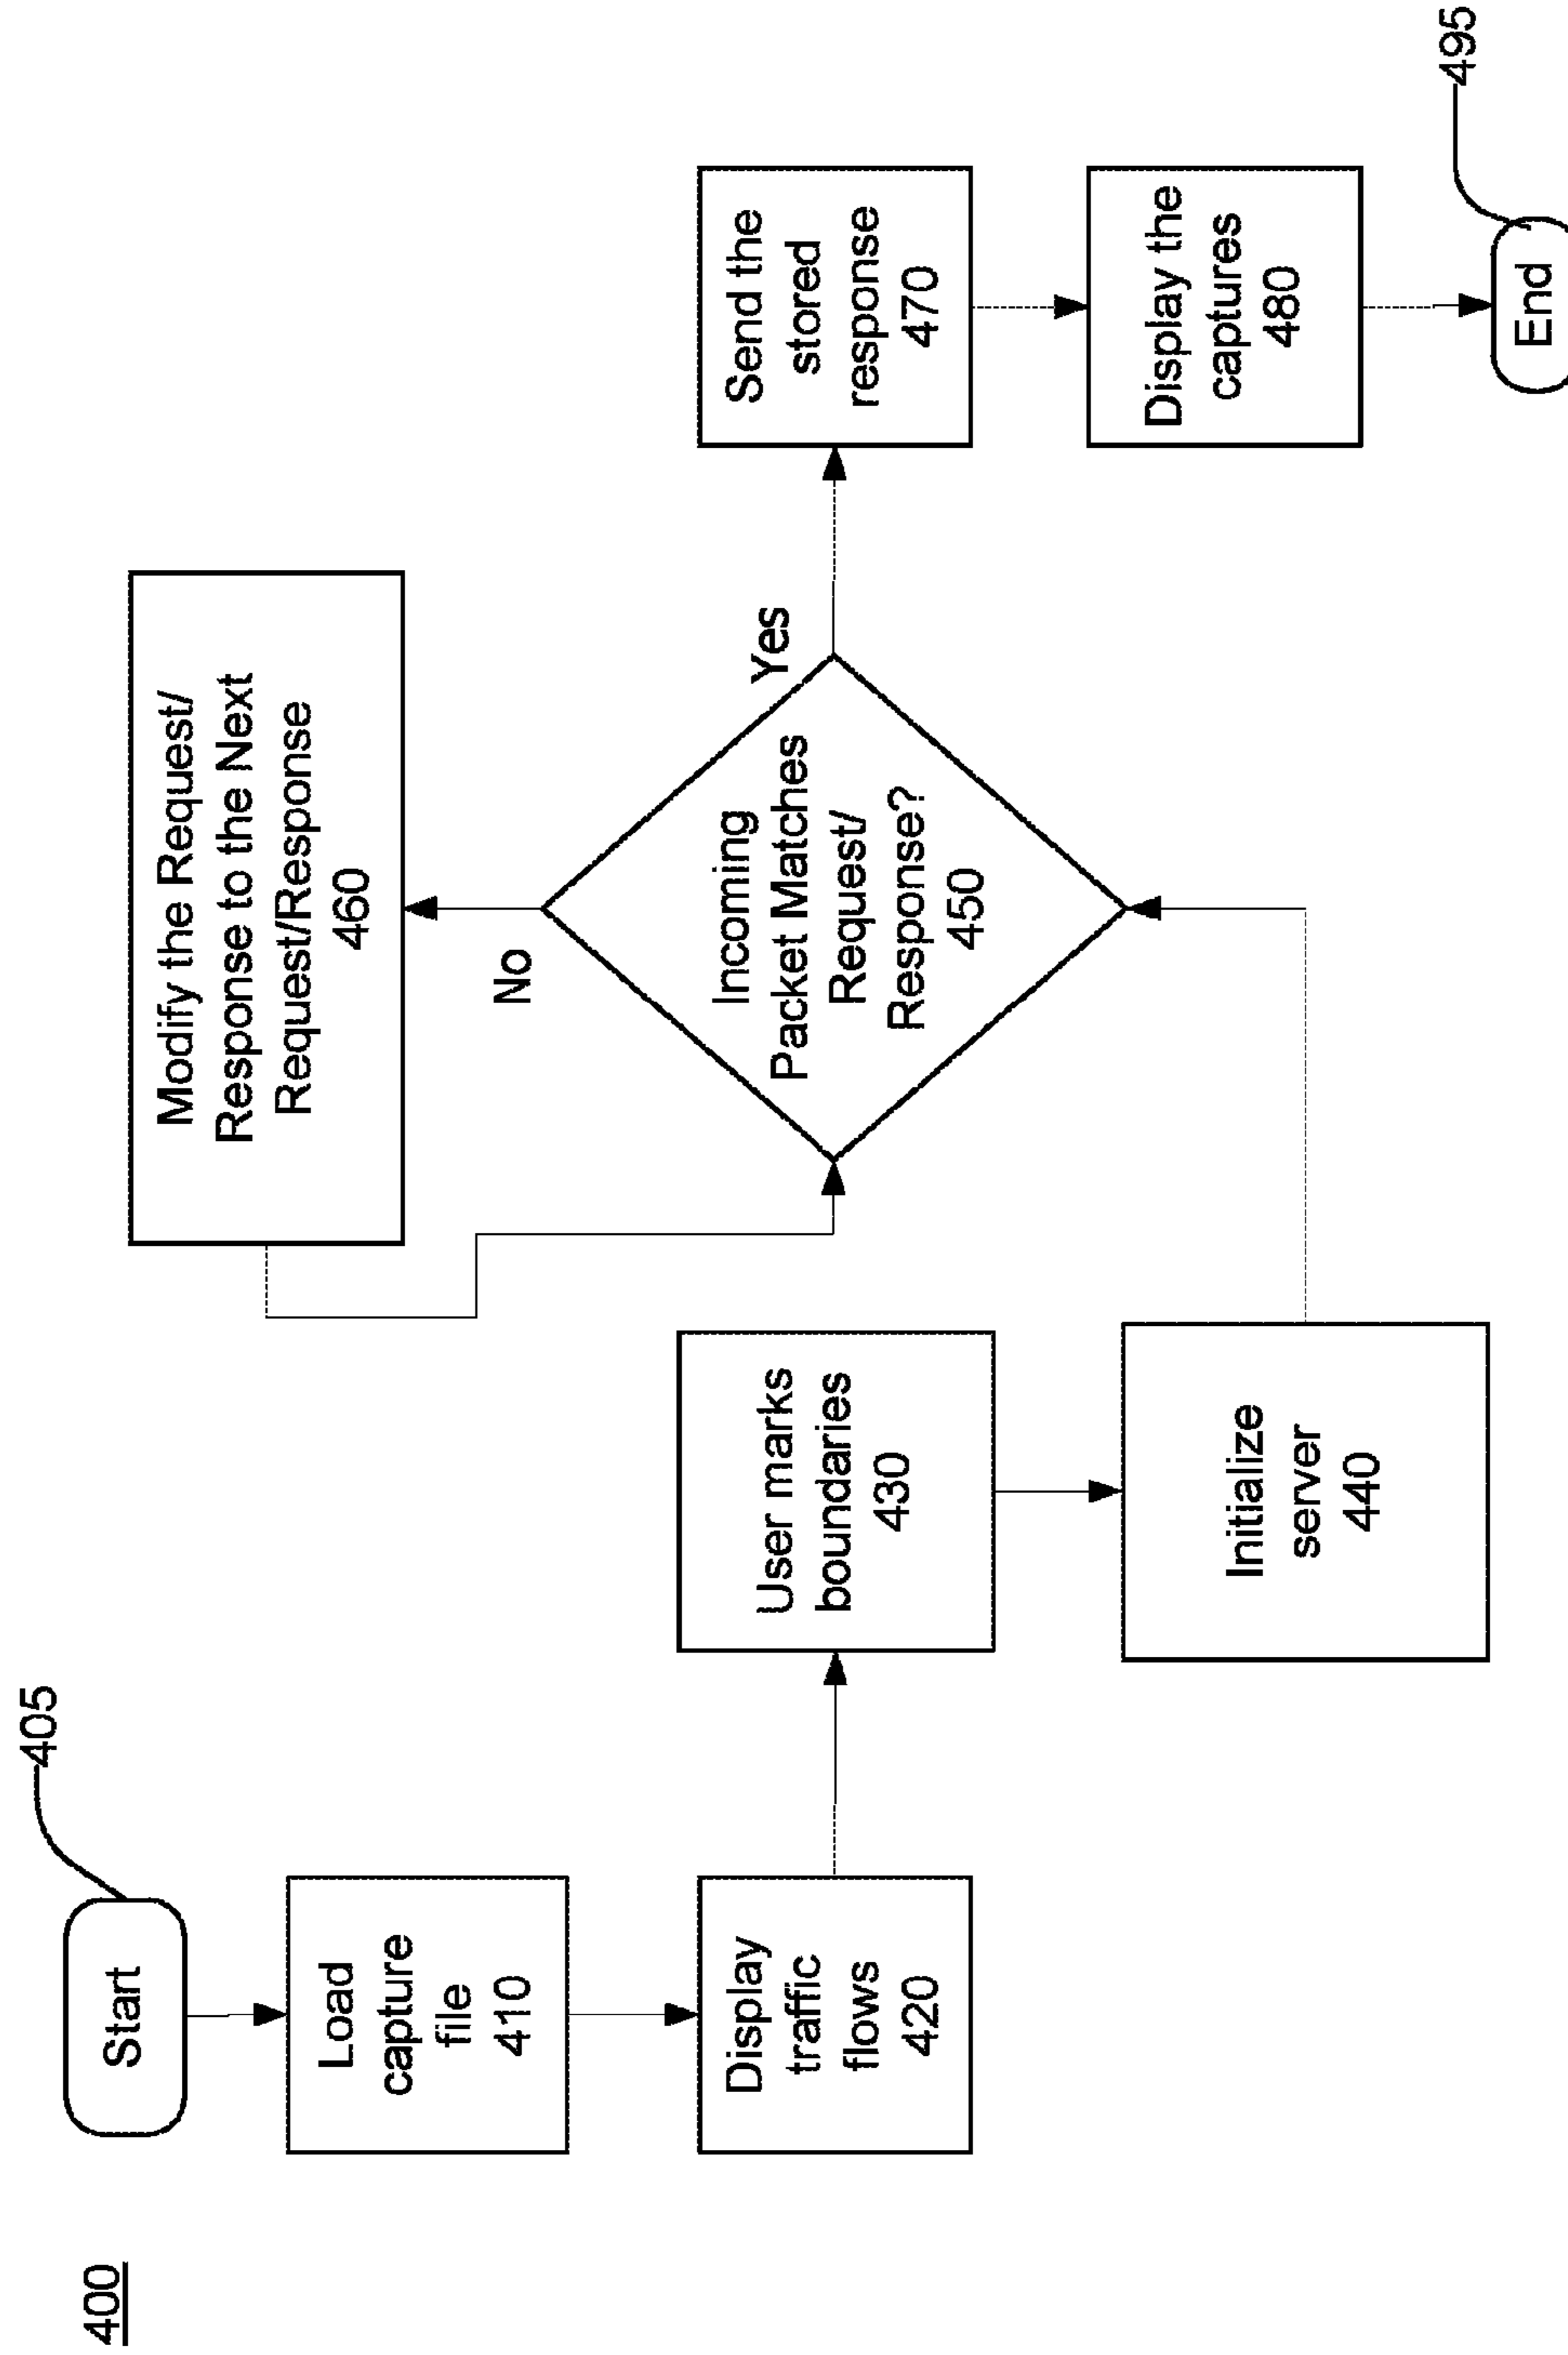 400
405
Start
Load
capture
file
410
Display
traffic
flows
420
User marks
boundaries
430
Initialize
server
440
Incoming
Packet Matches
Request/
Response?
450
No
Yes
Modify the Request/
Response to the Next
Request/Response
460
Send the
stored
response
470
Display the
captures
480
End
495